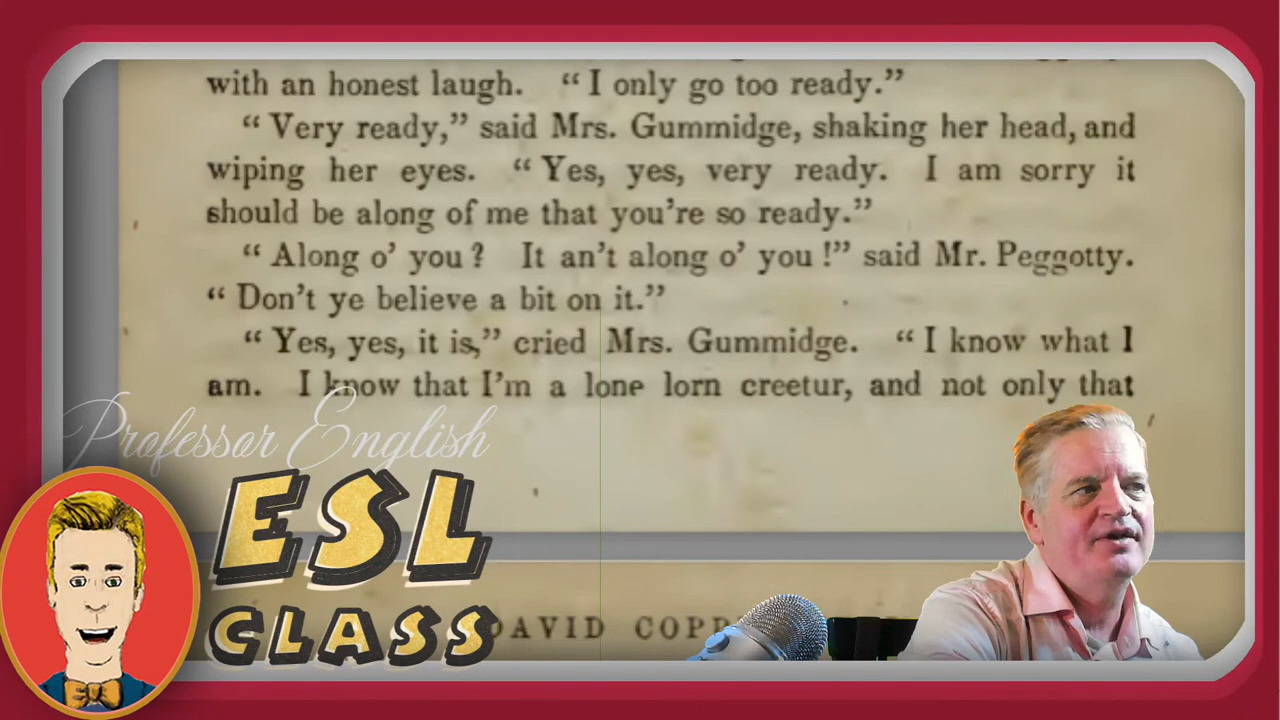 with an honest laugh. “I only go too ready.”
“Very ready,” said Mrs. Gummidge, shaking her head, and
wiping her eyes. “Yes, yes, very ready. I am sorry it
should be along of me that you’re so ready.”
“Along o’ you? It an’t along o’ you!” said Mr. Peggotty.
“Don’t ye believe a bit on it.”
“Yes, yes, it is,” cried Mrs. Gummidge. “I know what I
am. I know that I’m a lone lorn creetur, and not only that
Professor English
ESL
CLASS
DAVID